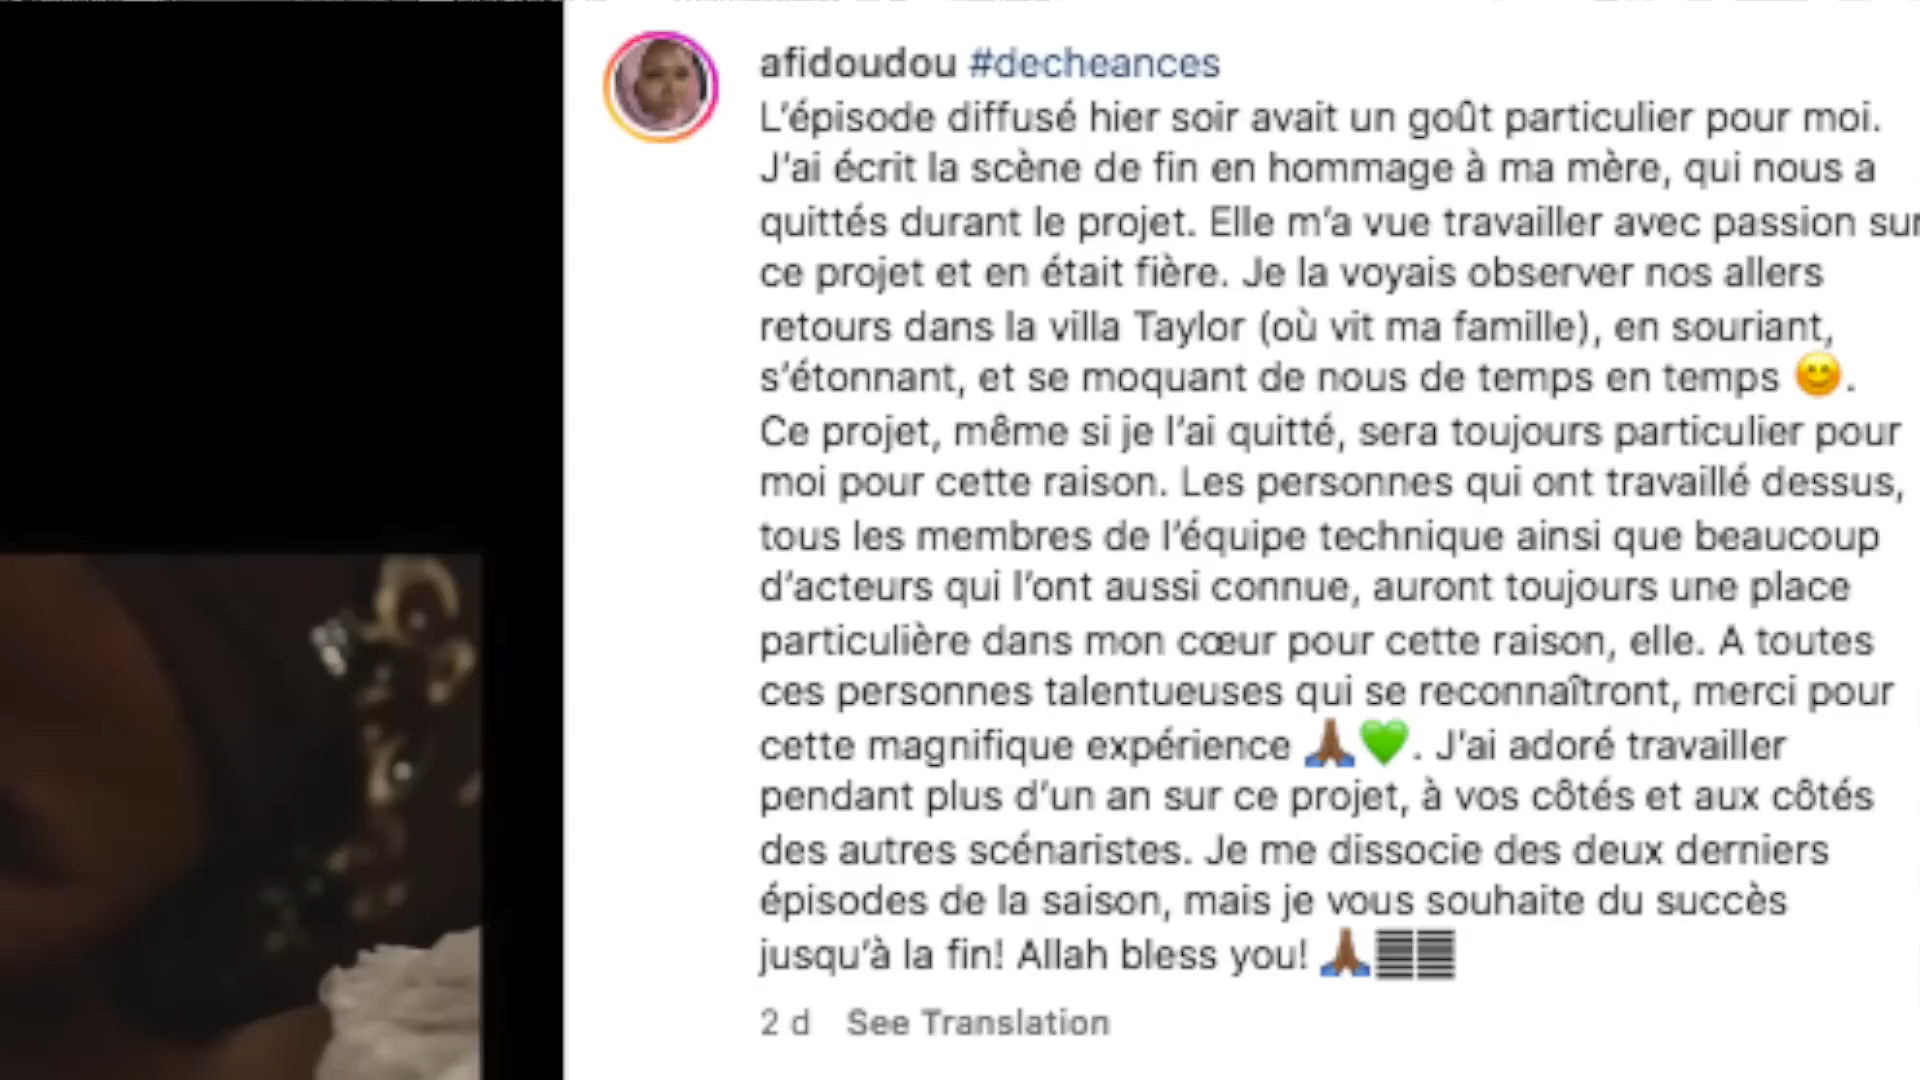 afidoudou #decheances
L’épisode diffusé hier soir avait un goût particulier pour moi.
J’ai écrit la scène de fin en hommage à ma mère, qui nous a
quittés durant le projet. Elle m’a vue travailler avec passion sur
ce projet et en était fière. Je la voyais observer nos allers
retours dans la villa Taylor (où vit ma famille), en souriant,
s’étonnant, et se moquant de nous de temps en temps 😊.
Ce projet, même si je l’ai quitté, sera toujours particulier pour
moi pour cette raison. Les personnes qui ont travaillé dessus,
tous les membres de l’équipe technique ainsi que beaucoup
d’acteurs qui l’ont aussi connue, auront toujours une place
particulière dans mon cœur pour cette raison, elle. A toutes
ces personnes talentueuses qui se reconnaîtront, merci pour
cette magnifique expérience 🙏🏾💚. J’ai adoré travailler
pendant plus d’un an sur ce projet, à vos côtés et aux côtés
des autres scénaristes. Je me dissocie des deux derniers
épisodes de la saison, mais je vous souhaite du succès
jusqu’à la fin! Allah bless you! 🙏🏾
2 d See Translation